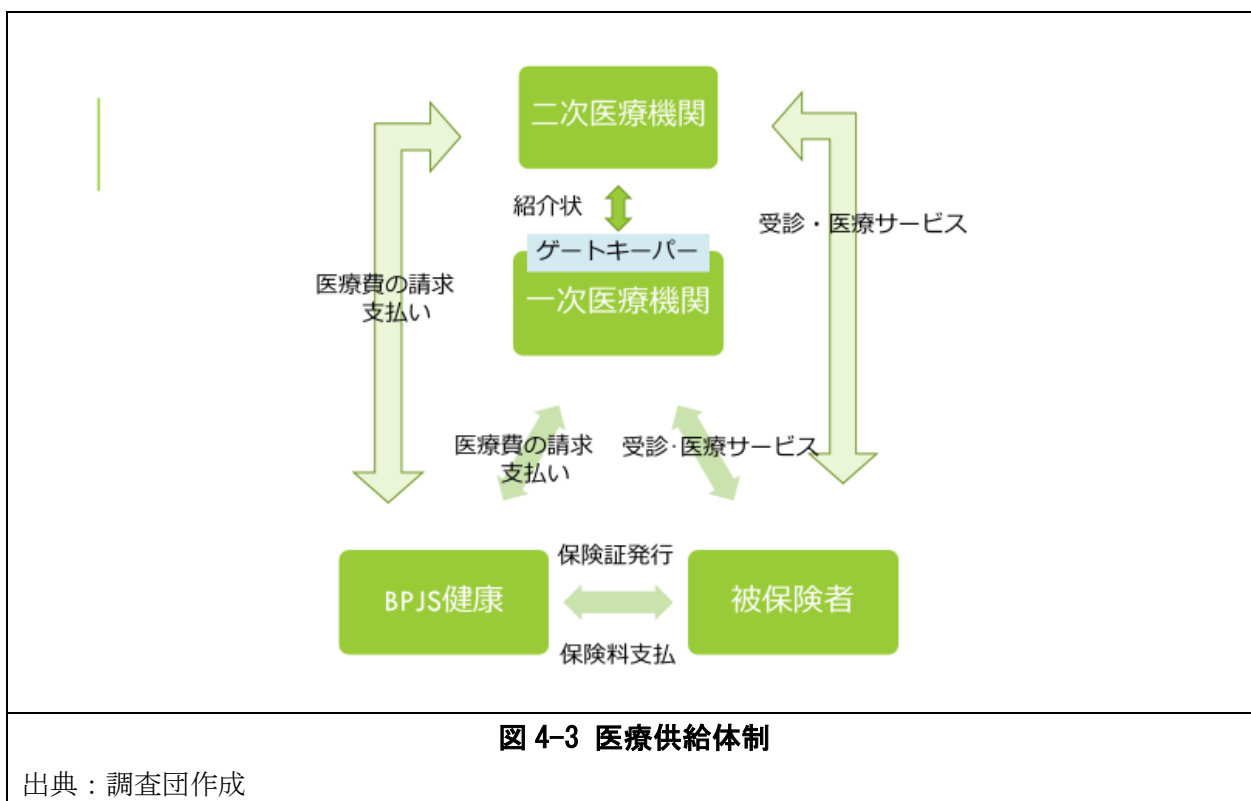 二次医療機関
紹介状
受診・医療サービス
ゲートキーパー
医療費の請求
支払い
一次医療機関
医療費の請求
支払い
受診･医療サービス
保険証発行
BPJS健康
被保険者
保険料支払
図 4-3 医療供給体制
出典：調査団作成